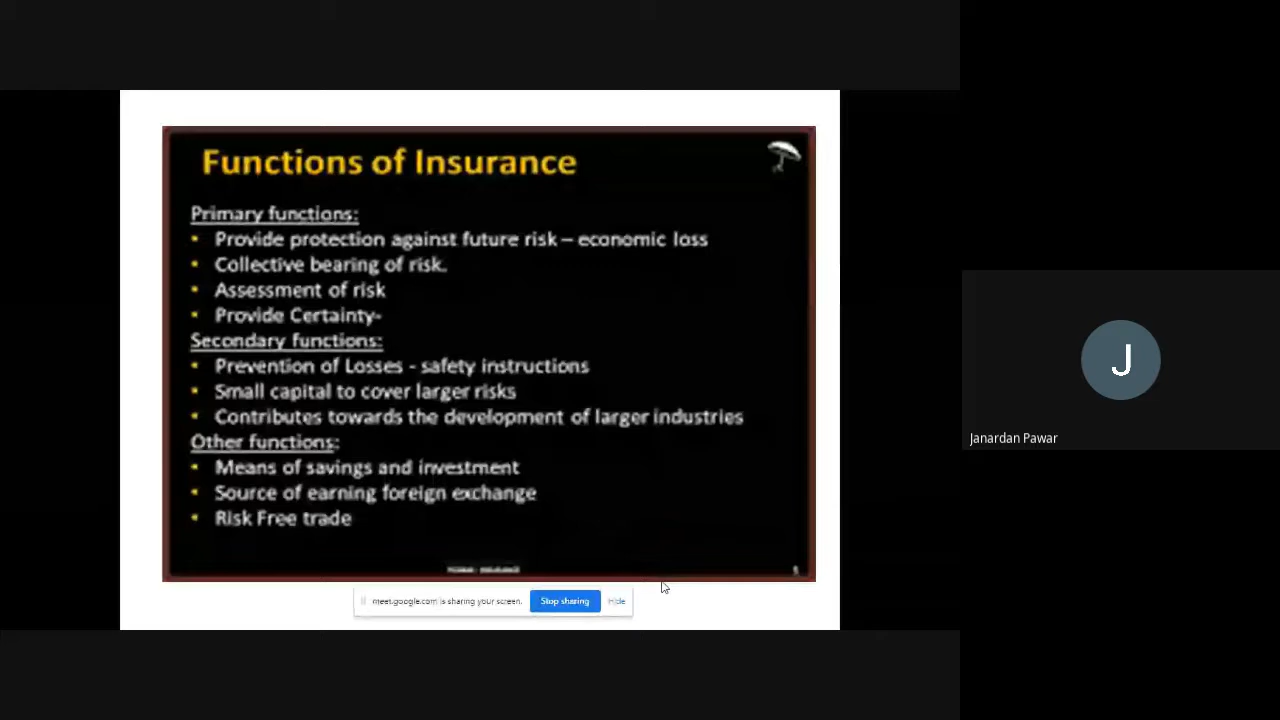 Functions of Insurance
Primary functions:
• Provide protection against future risk – economic loss
• Collective bearing of risk.
• Assessment of risk
• Provide Certainty-
Secondary functions:
• Prevention of Losses - safety instructions
• Small capital to cover larger risks
• Contributes towards the development of larger industries
Other functions:
• Means of savings and investment
• Source of earning foreign exchange
• Risk Free trade
meet.google.com is sharing your screen.
Stop sharing
Hide
J
Janardan Pawar